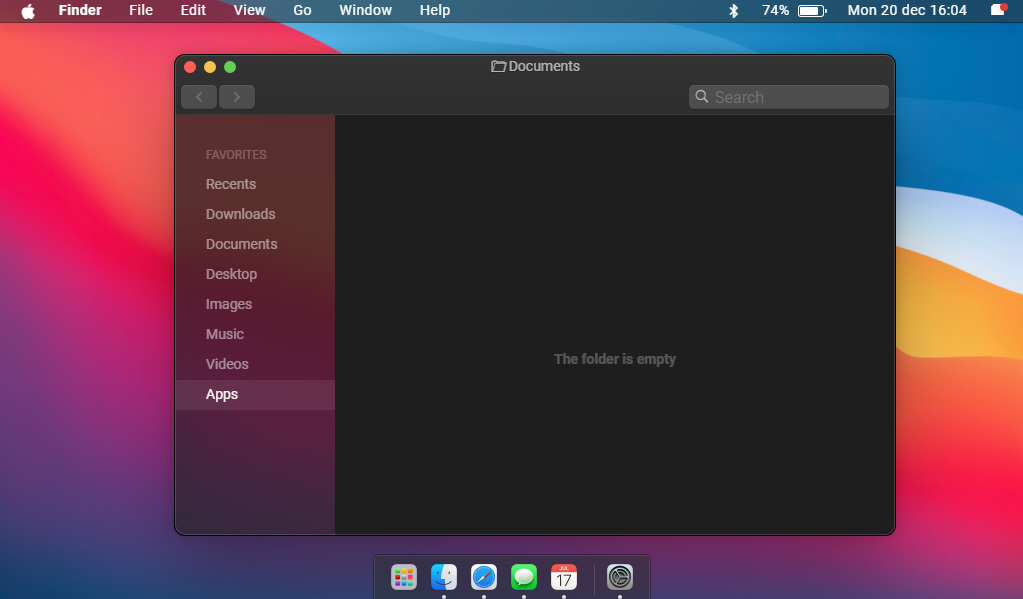 Finder File Edit View Go Window Help 74% Mon 20 dec 16:04
Documents
Search
FAVORITES
Recents
Downloads
Documents
Desktop
Images
Music
Videos
Apps
The folder is empty
JUL
17